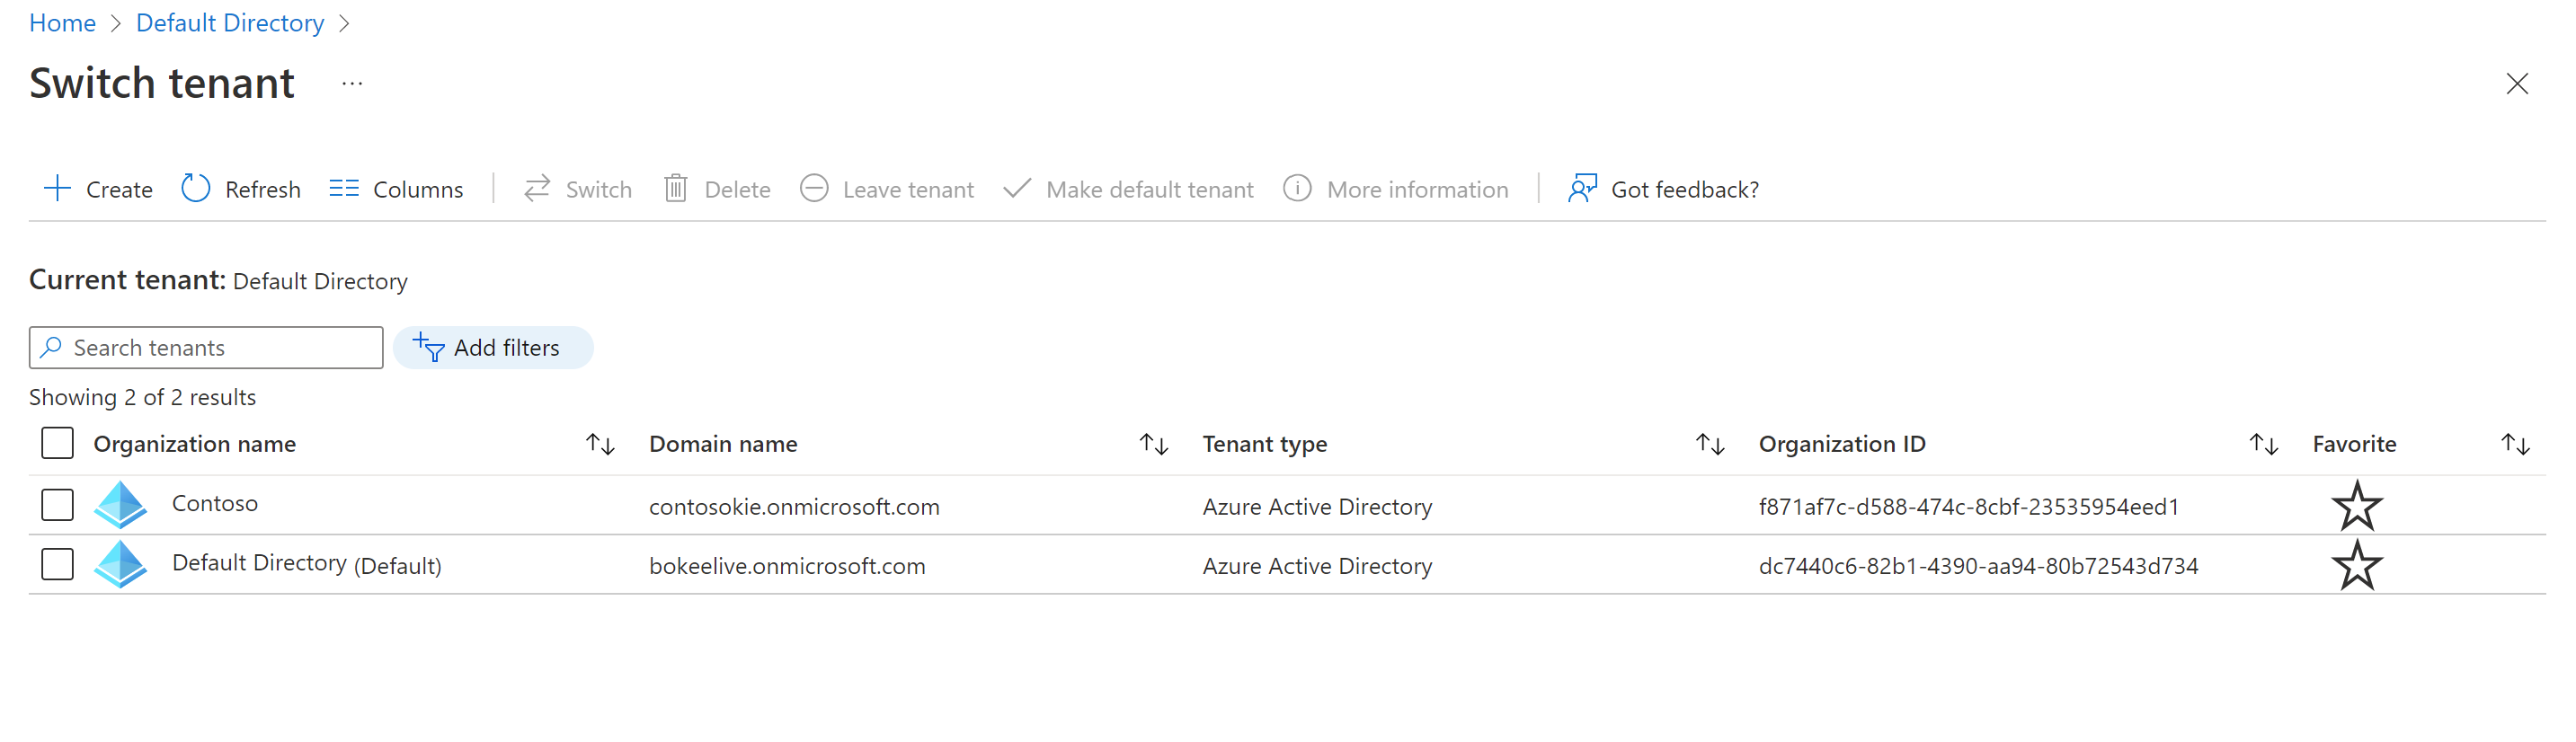 Home > Default Directory >
Switch tenant ...
Create Refresh Columns Switch Delete Leave tenant Make default tenant More information Got feedback?
Current tenant: Default Directory
Search tenants Add filters
Showing 2 of 2 results
Organization name Domain name Tenant type Organization ID Favorite
Contoso contosokie.onmicrosoft.com Azure Active Directory f871af7c-d588-474c-8cbf-23535954eed1
Default Directory (Default) bokeelive.onmicrosoft.com Azure Active Directory dc7440c6-82b1-4390-aa94-80b72543d734